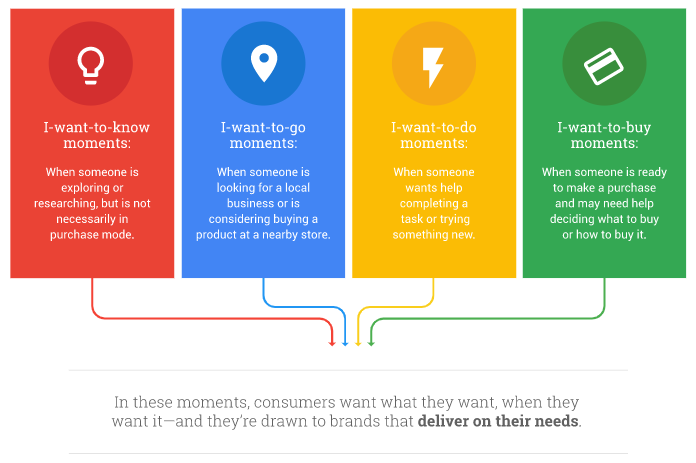 I-want-to-know
moments:
When someone is
exploring or
researching, but is not
necessarily in
purchase mode.
I-want-to-go
moments:
When someone is
looking for a local
business or is
considering buying a
product at a nearby store.
I-want-to-do
moments:
When someone
wants help
completing a
task or trying
something new.
I-want-to-buy
moments:
When someone is ready
to make a purchase
and may need help
deciding what to buy
or how to buy it.
In these moments, consumers want what they want, when they
want it—and they’re drawn to brands that deliver on their needs.